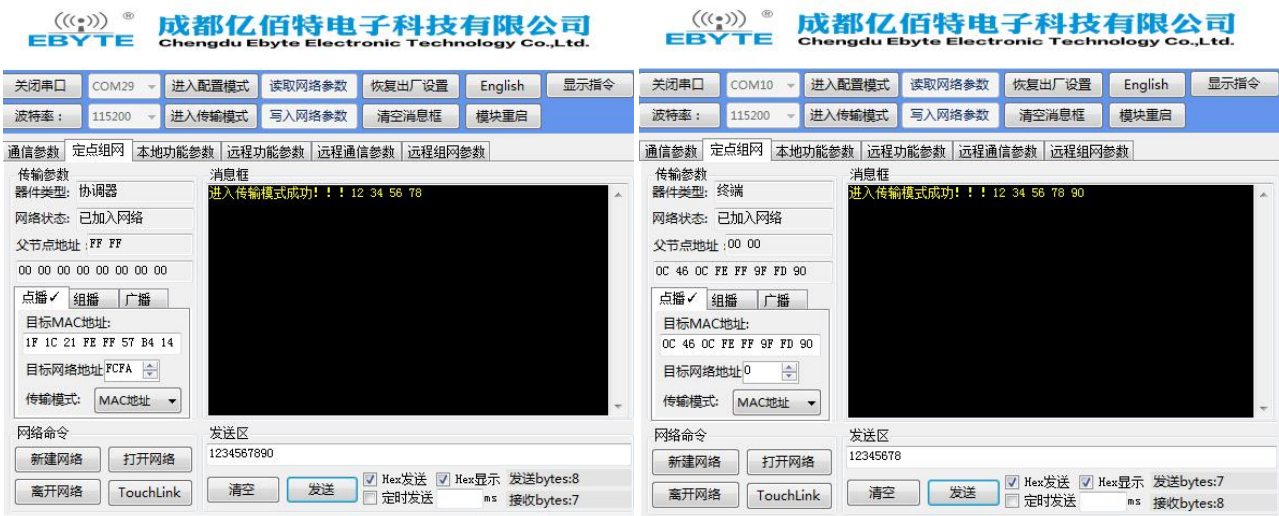 EBYTE ®
成都亿佰特电子科技有限公司
Chengdu Ebyte Electronic Technology Co.,Ltd.
关闭串口 COM29 进入配置模式 读取网络参数 恢复出厂设置 English 显示指令
波特率： 115200 进入传输模式 写入网络参数 清空消息框 模块重启
通信参数 定点组网 本地功能参数 远程功能参数 远程通信参数 远程组网参数
传输参数
器件类型: 协调器
网络状态: 已加入网络
父节点地址: FF FF
00 00 00 00 00 00 00 00
点播✓ 组播 广播
目标MAC地址:
1F 1C 21 FE FF 57 B4 14
目标网络地址 FCFA
传输模式: MAC地址
网络命令
新建网络 打开网络
离开网络 TouchLink
消息框
进入传输模式成功! ! ! 12 34 56 78
发送区
1234567890
清空 发送 Hex发送 Hex显示 发送bytes:8
定时发送 ms 接收bytes:7
EBYTE ®
成都亿佰特电子科技有限公司
Chengdu Ebyte Electronic Technology Co.,Ltd.
关闭串口 COM10 进入配置模式 读取网络参数 恢复出厂设置 English 显示指令
波特率： 115200 进入传输模式 写入网络参数 清空消息框 模块重启
通信参数 定点组网 本地功能参数 远程功能参数 远程通信参数 远程组网参数
传输参数
器件类型: 终端
网络状态: 已加入网络
父节点地址: 00 00
0C 46 0C FE FF 9F FD 90
点播✓ 组播 广播
目标MAC地址:
0C 46 0C FE FF 9F FD 90
目标网络地址 0
传输模式: MAC地址
网络命令
新建网络 打开网络
离开网络 TouchLink
消息框
进入传输模式成功! ! ! 12 34 56 78 90
发送区
12345678
清空 发送 Hex发送 Hex显示 发送bytes:7
定时发送 ms 接收bytes:8